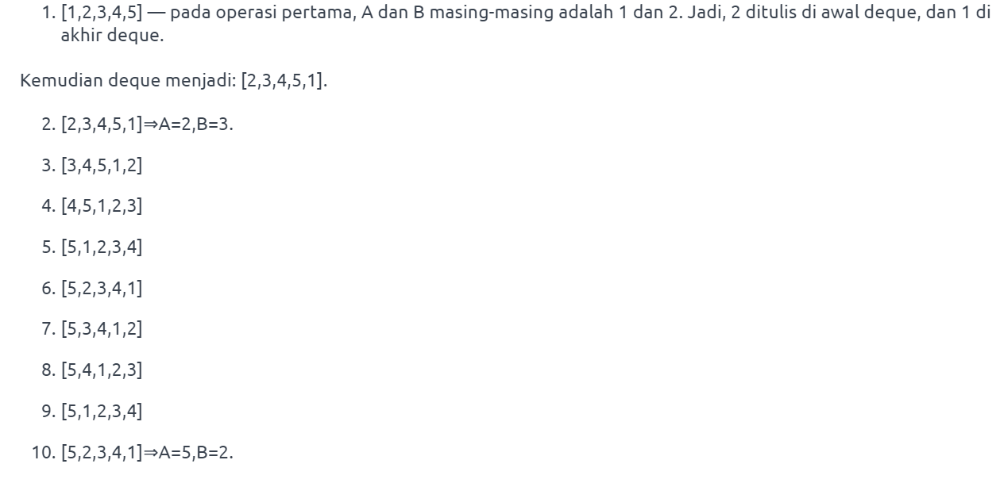 1. [1,2,3,4,5] — pada operasi pertama, A dan B masing-masing adalah 1 dan 2. Jadi, 2 ditulis di awal deque, dan 1 di
akhir deque.
Kemudian deque menjadi: [2,3,4,5,1].
2. [2,3,4,5,1]⇒A=2,B=3.
3. [3,4,5,1,2]
4. [4,5,1,2,3]
5. [5,1,2,3,4]
6. [5,2,3,4,1]
7. [5,3,4,1,2]
8. [5,4,1,2,3]
9. [5,1,2,3,4]
10. [5,2,3,4,1]⇒A=5,B=2.